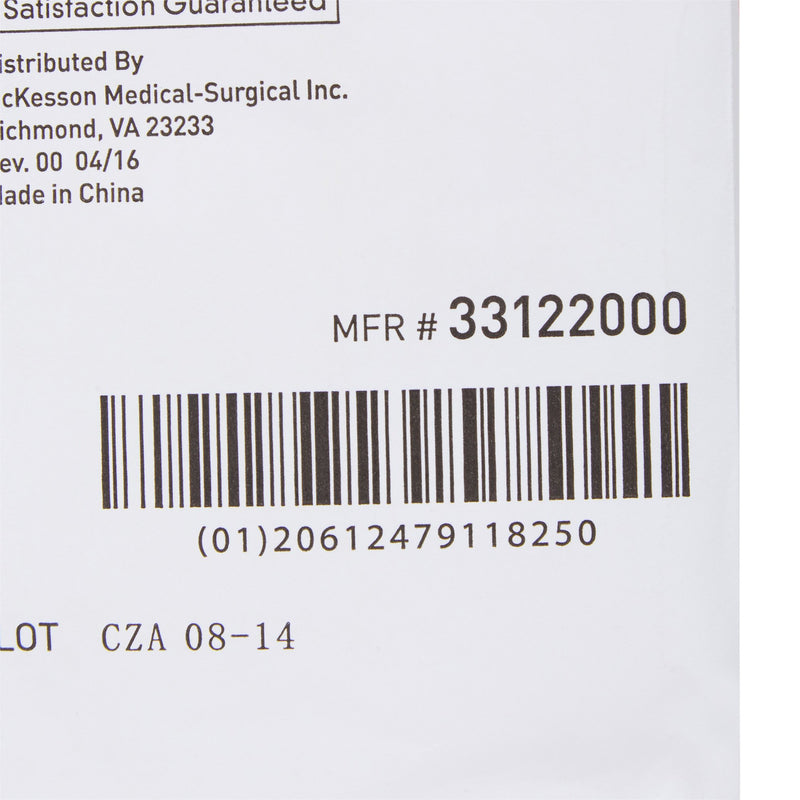 Satisfaction Guaranteed
istributed By
cKesson Medical-Surgical Inc.
ichmond, VA 23233
ev. 00 04/16
ade in China
MFR # 33122000
(01)20612479118250
LOT CZA 08-14